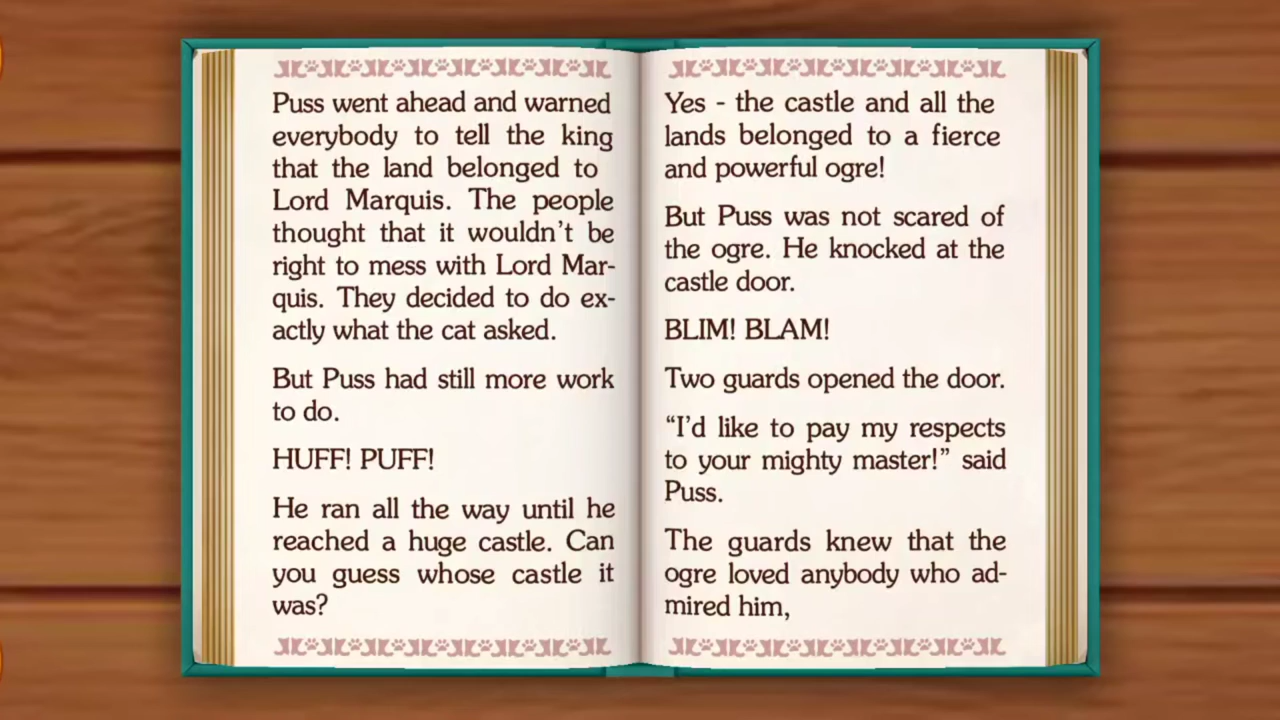 Puss went ahead and warned
everybody to tell the king
that the land belonged to
Lord Marquis. The people
thought that it wouldn’t be
right to mess with Lord Mar-
quis. They decided to do ex-
actly what the cat asked.
But Puss had still more work
to do.
HUFF! PUFF!
He ran all the way until he
reached a huge castle. Can
you guess whose castle it
was?
Yes - the castle and all the
lands belonged to a fierce
and powerful ogre!
But Puss was not scared of
the ogre. He knocked at the
castle door.
BLIM! BLAM!
Two guards opened the door.
“I’d like to pay my respects
to your mighty master!” said
Puss.
The guards knew that the
ogre loved anybody who ad-
mired him,